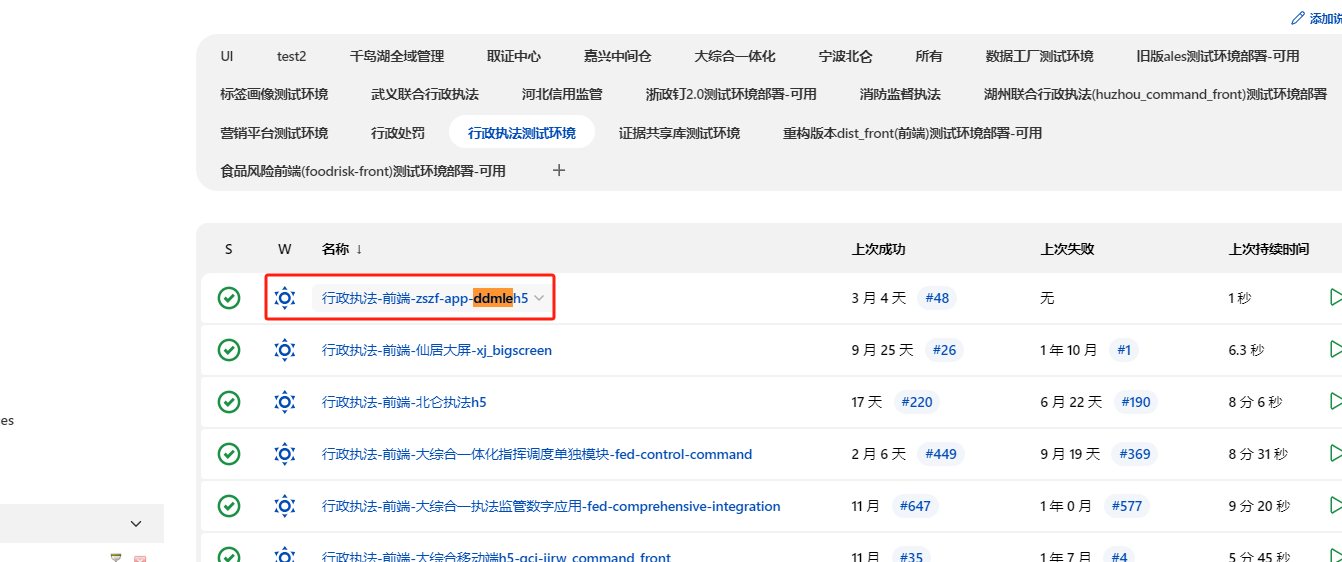 添加说
UI test2 千岛湖全域管理 取证中心 嘉兴中间仓 大综合一体化 宁波北仑 所有 数据工厂测试环境 旧版ales测试环境部署-可用
标签画像测试环境 武义联合行政执法 河北信用监管 浙政钉2.0测试环境部署-可用 消防监督执法 湖州联合行政执法(huzhou_command_front)测试环境部署
营销平台测试环境 行政处罚 行政执法测试环境 证据共享库测试环境 重构版本dist_front(前端)测试环境部署-可用
食品风险前端(foodrisk-front)测试环境部署-可用 +
S W 名称 ↓ 上次成功 上次失败 上次持续时间
行政执法-前端-zszf-app-ddmleh5 3 月 4 天 #48 无 1 秒
行政执法-前端-仙居大屏-xj_bigscreen 9 月 25 天 #26 1 年 10 月 #1 6.3 秒
行政执法-前端-北仑执法h5 17 天 #220 6 月 22 天 #190 8 分 6 秒
es
行政执法-前端-大综合一体化指挥调度单独模块-fed-control-command 2 月 6 天 #449 9 月 19 天 #369 8 分 31 秒
行政执法-前端-大综合一执法监管数字应用-fed-comprehensive-integration 11 月 #647 1 年 0 月 #577 9 分 20 秒
行政执法-前端-大综合移动端h5-qcj-jjrw_command_front 11 月 #35 1 年 7 月 #4 5 分 45 秒